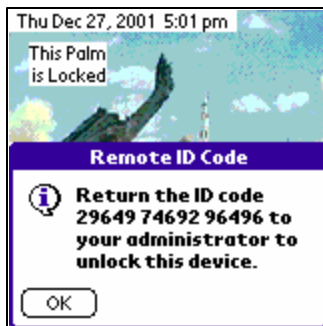 Thu Dec 27, 2001 5:01 pm
This Palm
is Locked
Remote ID Code
Return the ID code
29649 74692 96496 to
your administrator to
unlock this device.
OK